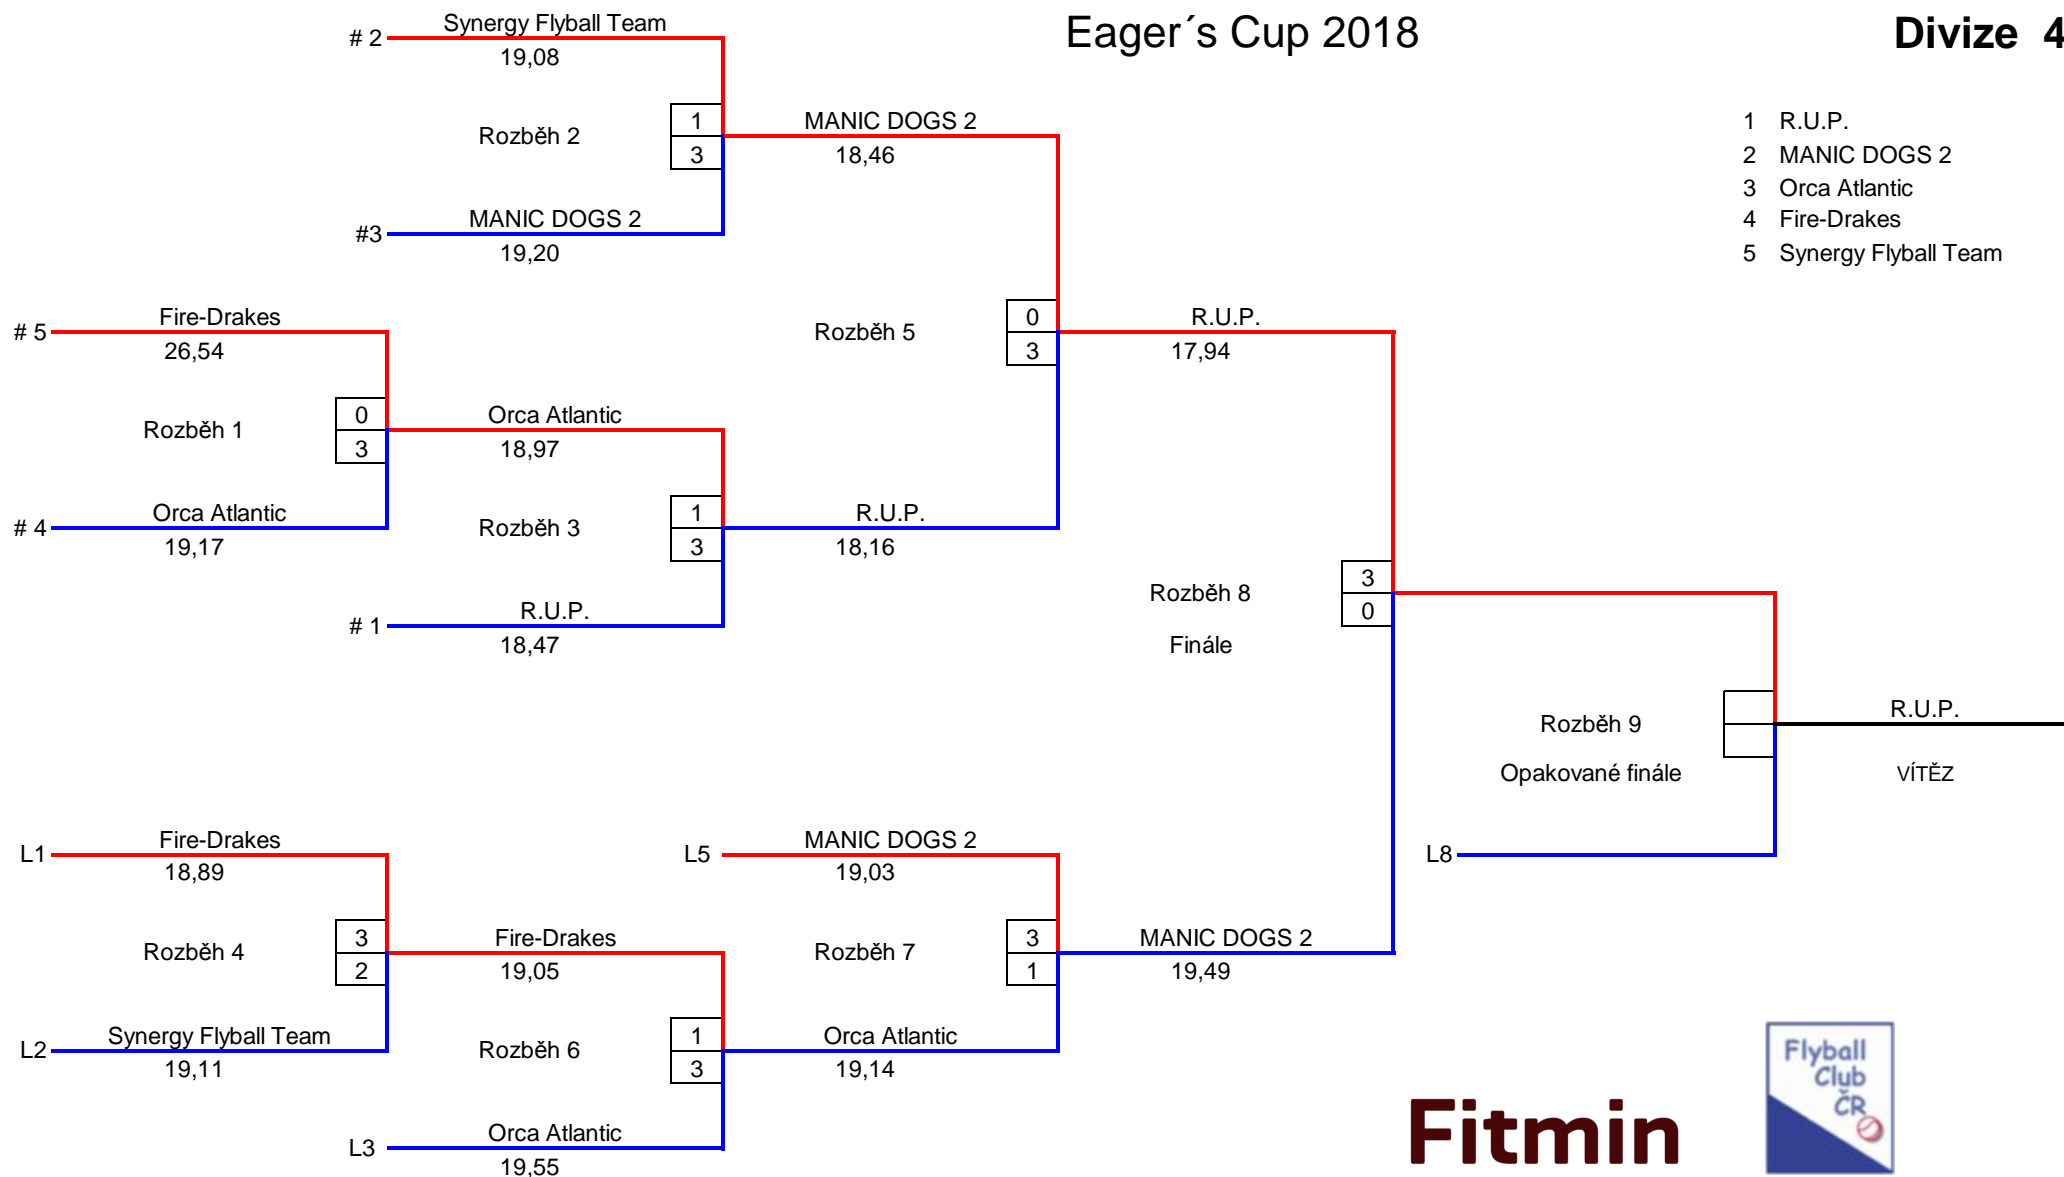 Eager´s Cup 2018
Divize 4
# 2
Synergy Flyball Team
19,08
Rozběh 2
1
3
#3
MANIC DOGS 2
19,20
MANIC DOGS 2
18,46
1 R.U.P.
2 MANIC DOGS 2
3 Orca Atlantic
4 Fire-Drakes
5 Synergy Flyball Team
# 5
Fire-Drakes
26,54
Rozběh 1
0
3
# 4
Orca Atlantic
19,17
Orca Atlantic
18,97
Rozběh 3
1
3
# 1
R.U.P.
18,47
Rozběh 5
0
3
R.U.P.
18,16
R.U.P.
17,94
Rozběh 8
3
0
Finále
Rozběh 9
Opakované finále
R.U.P.
VÍTĚZ
L8
L1
Fire-Drakes
18,89
Rozběh 4
3
2
L2
Synergy Flyball Team
19,11
Fire-Drakes
19,05
Rozběh 6
1
3
L3
Orca Atlantic
19,55
L5
MANIC DOGS 2
19,03
Rozběh 7
3
1
Orca Atlantic
19,14
MANIC DOGS 2
19,49
Fitmin
Flyball
Club
ČR